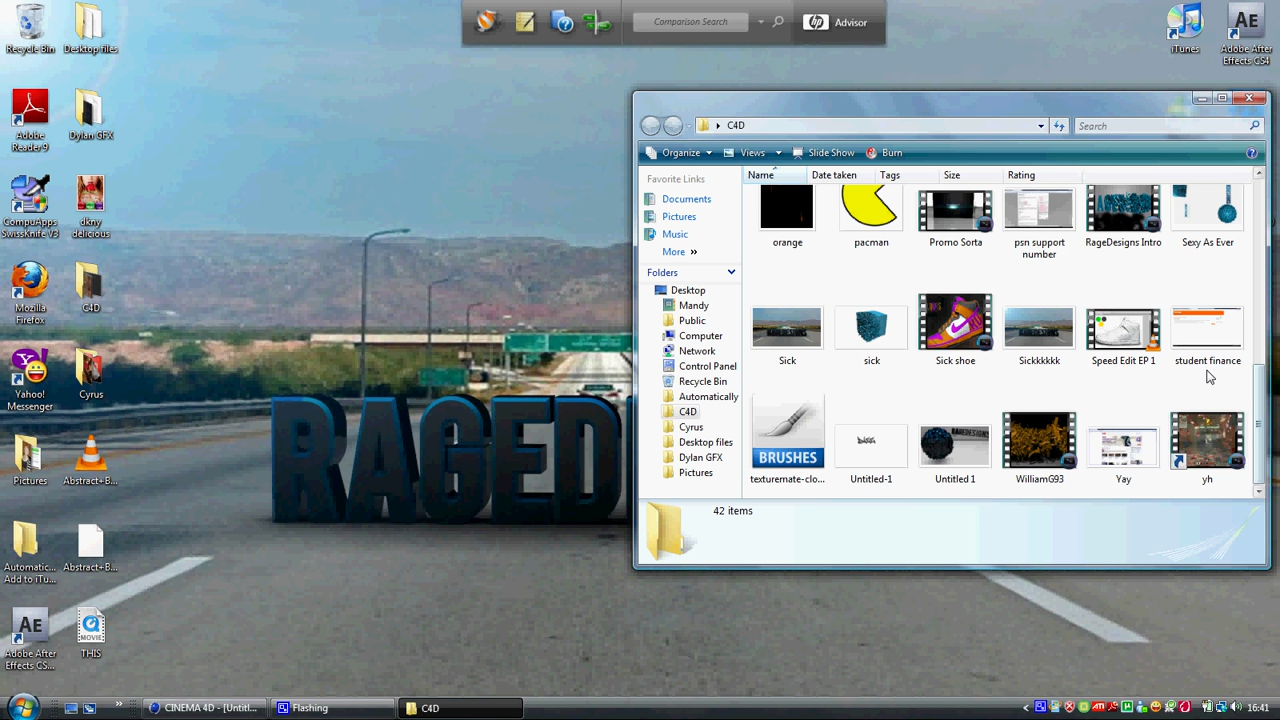 Recycle Bin
Desktop files
Adobe
Reader 9
Dylan GFX
CompuApps
SwissKnife V3
dkny
delicious
Mozilla
Firefox
C4D
Yahoo!
Messenger
Cyrus
Pictures
Abstract+B...
Automatic...
Add to iTu...
Abstract+B...
AE
Adobe After
Effects CS...
MOVIE
THIS
Comparison Search
hp
Advisor
iTunes
AE
Adobe After
Effects CS4
RAGED
C4D
Search
Organize
Views
Slide Show
Burn
Favorite Links
Documents
Pictures
Music
More »
Folders
Desktop
Mandy
Public
Computer
Network
Control Panel
Recycle Bin
Automatically
C4D
Cyrus
Desktop files
Dylan GFX
Pictures
Name
Date taken
Tags
Size
Rating
orange
pacman
Promo Sorta
psn support
number
RageDesigns Intro
Sexy As Ever
Sick
sick
Sick shoe
Sickkkkkk
Speed Edit EP 1
student finance
BRUSHES
texturemate-clo...
Untitled-1
Untitled 1
WilliamG93
Yay
yh
42 items
CINEMA 4D - [Untitl...
Flashing
C4D
16:41